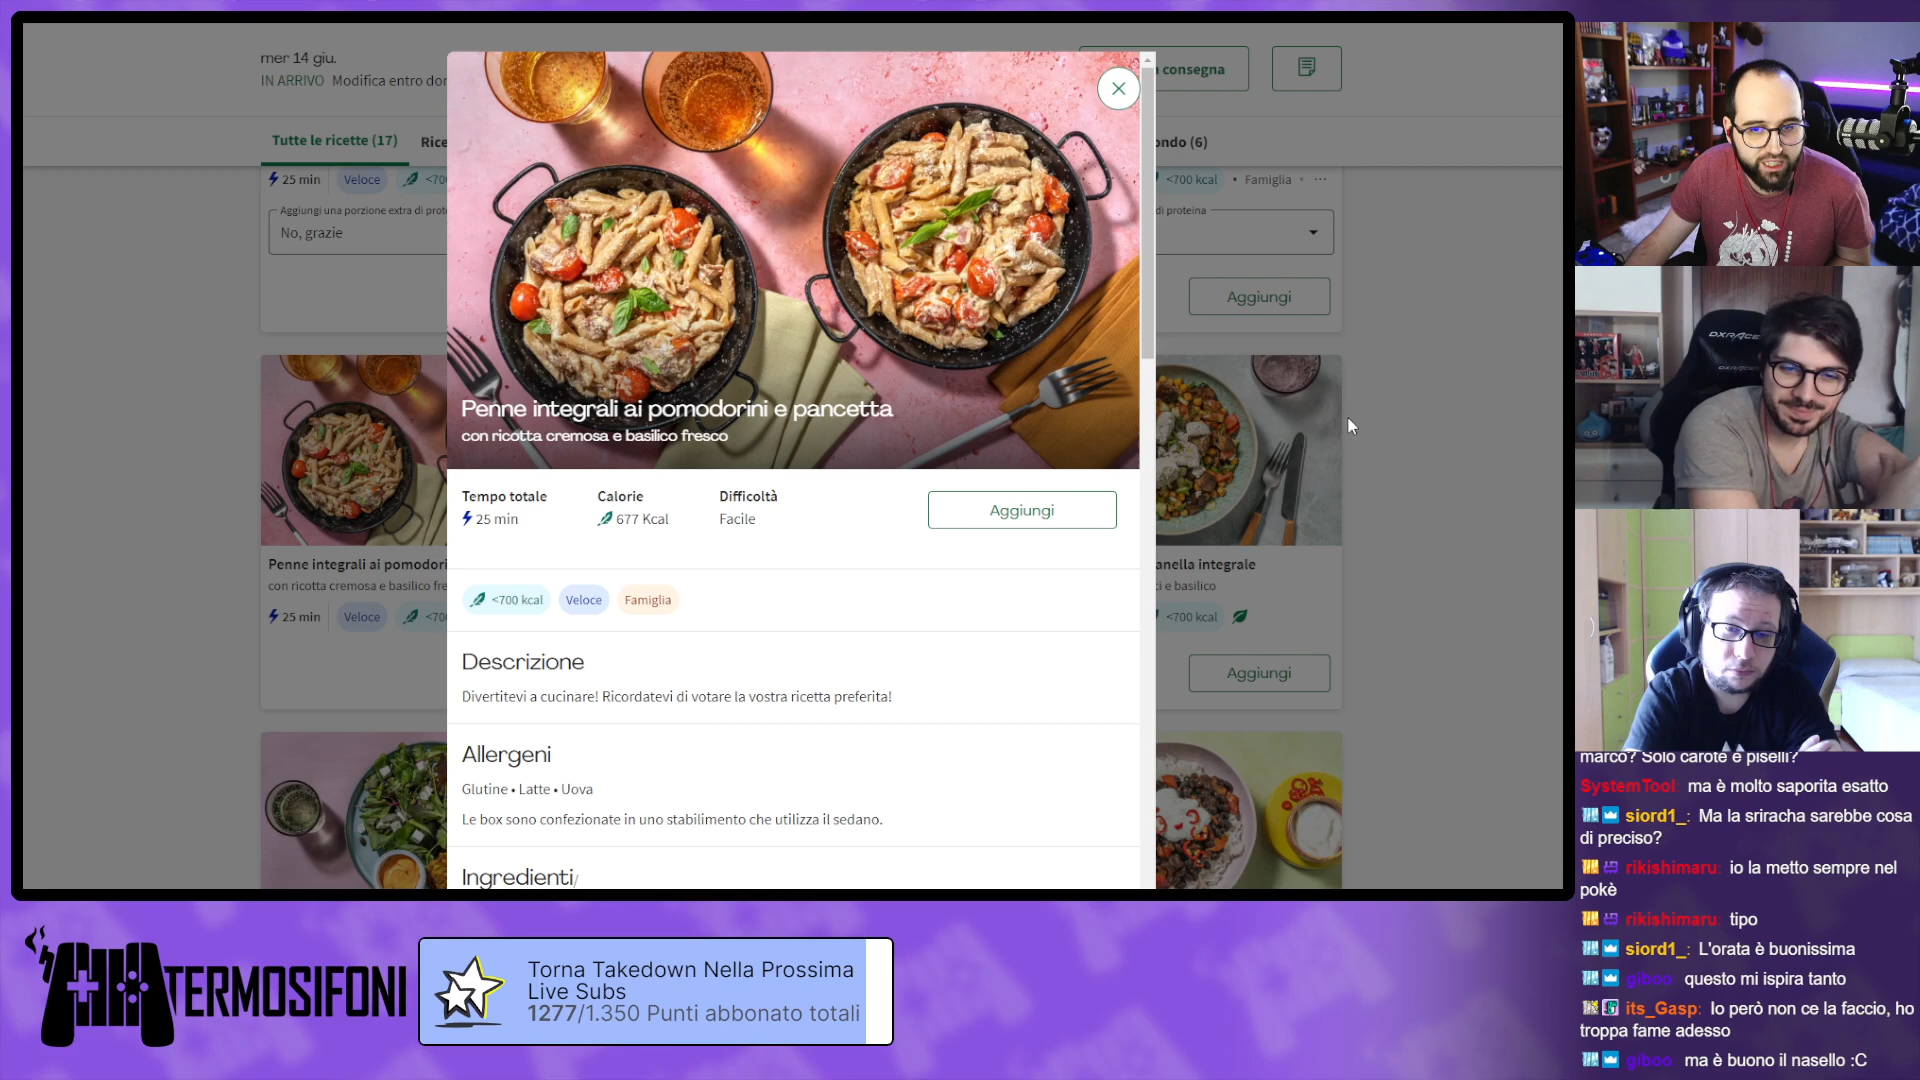 mer 14 giu.
IN ARRIVO Modifica entro
consegna
Tutte le ricette (17)
ondo (6)
25 min
Veloce
Aggiungi una porzione extra di
No, grazie
<700 kcal • Famiglia • ...
di proteina
Aggiungi
Penne integrali ai pomodorini e pancetta
con ricotta cremosa e basilico fresco
Tempo totale
25 min
Calorie
677 Kcal
Difficoltà
Facile
Aggiungi
<700 kcal
Veloce
Famiglia
Descrizione
Divertitevi a cucinare! Ricordatevi di votare la vostra ricetta preferita!
Allergeni
Glutine • Latte • Uova
Le box sono confezionate in uno stabilimento che utilizza il sedano.
Ingredienti/
Penne integrali ai
con ricotta cremosa e basilico
25 min
Veloce
anella integrale
ci e basilico
<700 kcal
Aggiungi
DXRACER
marco? Solo carote e piselli?
SystemTool: ma è molto saporita esatto
siord1_: Ma la sriracha sarebbe cosa
di preciso?
rikishimaru: io la metto sempre nel
pokè
rikishimaru: tipo
siord1_: L'orata è buonissima
giboo: questo mi ispira tanto
its_Gasp: Io però non ce la faccio, ho
troppa fame adesso
giboo: ma è buono il nasello :C
TERMOSIFONI
Torna Takedown Nella Prossima
Live Subs
1277/1.350 Punti abbonato totali